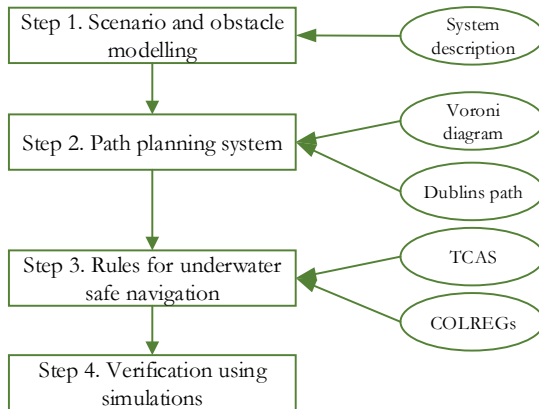 Step 1. Scenario and obstacle
modelling
System
description
Step 2. Path planning system
Voroni
diagram
Dublins path
Step 3. Rules for underwater
safe navigation
TCAS
COLREGs
Step 4. Verification using
simulations